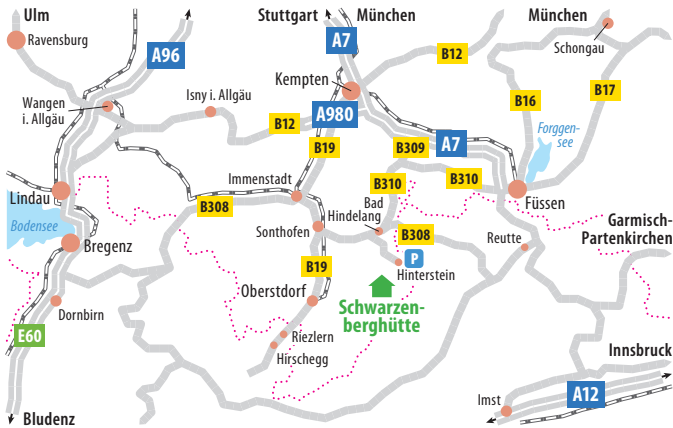 Ulm
Stuttgart
München
München
Ravensburg
A96
A7
Schongau
B12
Kempten
B17
Wangen
i. Allgäu
Isny i. Allgäu
B16
A980
B12
B19
B309
A7
Forggen-
see
Immenstadt
B310
B310
Lindau
B308
Füssen
Bad
Hindelang
Bodensee
Sonthofen
B308
Reutte
Garmisch-
Partenkirchen
Bregenz
P
B19
Hinterstein
Oberstdorf
Schwarzen-
berghütte
Dornbirn
E60
Riezlern
Hirschegg
Innsbruck
Imst
A12
Bludenz